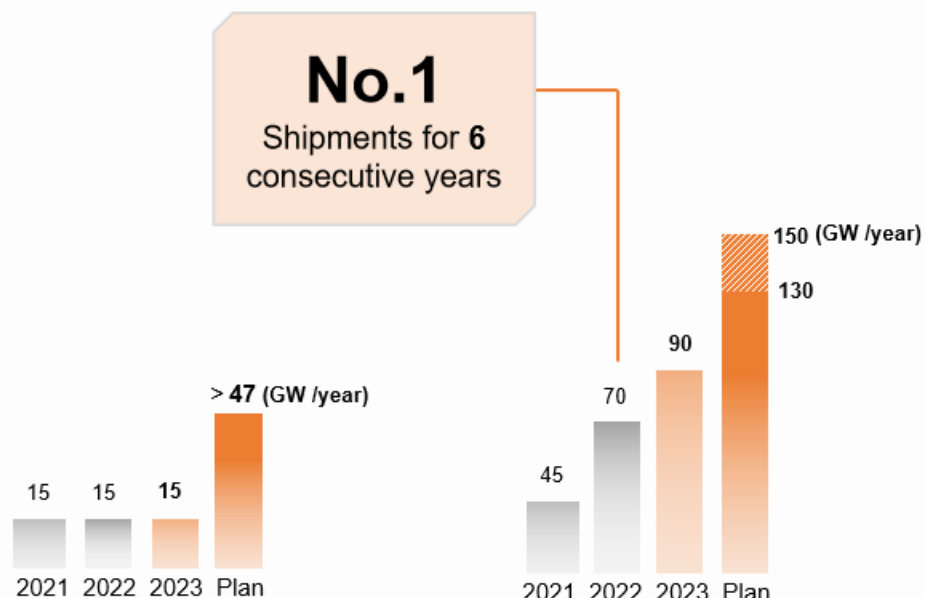 No.1
Shipments for 6
consecutive years
> 47 (GW /year)
15
15
15
2021
2022
2023
Plan
150 (GW /year)
130
90
70
45
2021
2022
2023
Plan